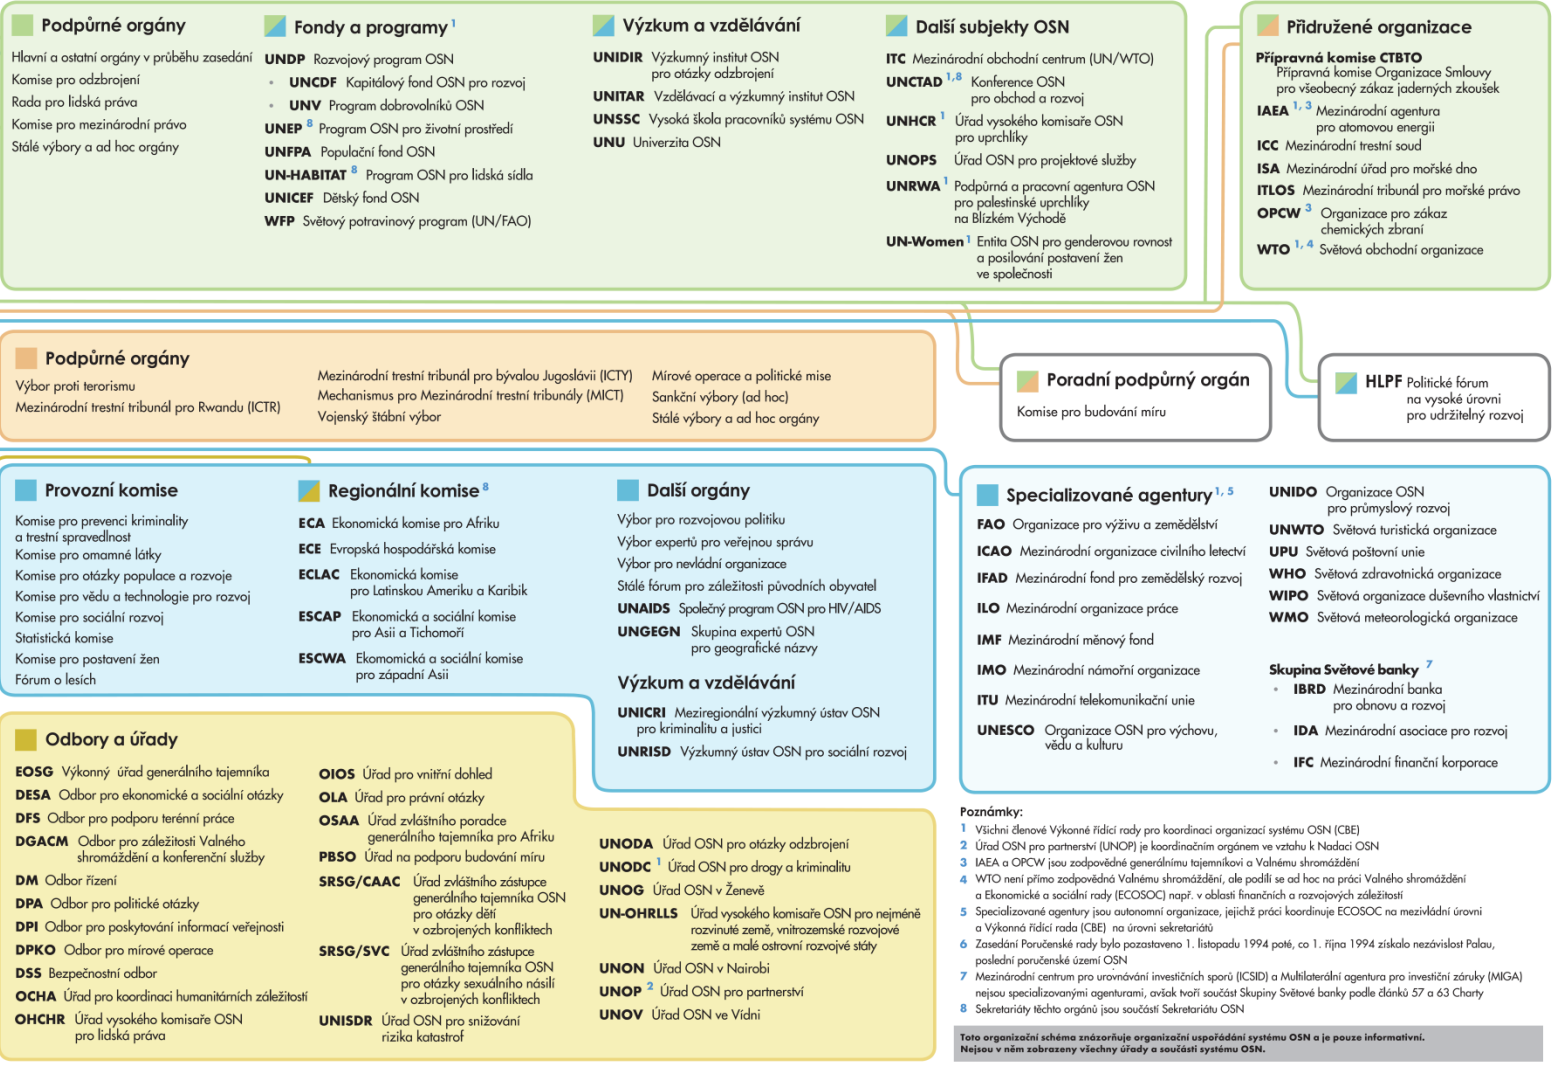 Podpůrné orgány
Hlavní a ostatní orgány v průběhu zasedání
Komise pro odzbrojení
Rada pro lidská práva
Komise pro mezinárodní právo
Stálé výbory a ad hoc orgány
Fondy a programy 1
UNDP Rozvojový program OSN
• UNCDF Kapitálový fond OSN pro rozvoj
• UNV Program dobrovolníků OSN
UNEP 8 Program OSN pro životní prostředí
UNFPA Populační fond OSN
UN-HABITAT 8 Program OSN pro lidská sídla
UNICEF Dětský fond OSN
WFP Světový potravinový program (UN/FAO)
Výzkum a vzdělávání
UNIDIR Výzkumný institut OSN
pro otázky odzbrojení
UNITAR Vzdělávací a výzkumný institut OSN
UNSSC Vysoká škola pracovníků systému OSN
UNU Univerzita OSN
Další subjekty OSN
ITC Mezinárodní obchodní centrum (UN/WTO)
UNCTAD 1,8 Konference OSN
pro obchod a rozvoj
UNHCR 1 Úřad vysokého komisaře OSN
pro uprchlíky
UNOPS Úřad OSN pro projektové služby
UNRWA 1 Podpůrná a pracovní agentura OSN
pro palestinské uprchlíky
na Blízkém Východě
UN-Women 1 Entita OSN pro genderovou rovnost
a posilování postavení žen
ve společnosti
Přidružené organizace
Přípravná komise CTBTO
Přípravná komise Organizace Smlouvy
pro všeobecný zákaz jaderných zkoušek
IAEA 1, 3 Mezinárodní agentura
pro atomovou energii
ICC Mezinárodní trestní soud
ISA Mezinárodní úřad pro mořské dno
ITLOS Mezinárodní tribunál pro mořské právo
OPCW 3 Organizace pro zákaz
chemických zbraní
WTO 1, 4 Světová obchodní organizace
Podpůrné orgány
Výbor proti terorismu
Mezinárodní trestní tribunál pro Rwandu (ICTR)
Mezinárodní trestní tribunál pro bývalou Jugoslávii (ICTY)
Mechanismus pro Mezinárodní trestní tribunály (MICT)
Vojenský štábní výbor
Mírové operace a politické mise
Sankční výbory (ad hoc)
Stálé výbory a ad hoc orgány
Poradní podpůrný orgán
Komise pro budování míru
HLPF Politické fórum
na vysoké úrovni
pro udržitelný rozvoj
Provozní komise
Komise pro prevenci kriminality
a trestní spravedlnost
Komise pro omamné látky
Komise pro otázky populace a rozvoje
Komise pro vědu a technologie pro rozvoj
Komise pro sociální rozvoj
Statistická komise
Komise pro postavení žen
Fórum o lesích
Regionální komise 8
ECA Ekonomická komise pro Afriku
ECE Evropská hospodářská komise
ECLAC Ekonomická komise
pro Latinskou Ameriku a Karibik
ESCAP Ekonomická a sociální komise
pro Asii a Tichomoří
ESCWA Ekomomická a sociální komise
pro západní Asii
Další orgány
Výbor pro rozvojovou politiku
Výbor expertů pro veřejnou správu
Výbor pro nevládní organizace
Stálé fórum pro záležitosti původních obyvatel
UNAIDS Společný program OSN pro HIV/AIDS
UNGEGN Skupina expertů OSN
pro geografické názvy
Výzkum a vzdělávání
UNICRI Meziregionální výzkumný ústav OSN
pro kriminalitu a justici
UNRISD Výzkumný ústav OSN pro sociální rozvoj
Specializované agentury 1, 5
FAO Organizace pro výživu a zemědělství
ICAO Mezinárodní organizace civilního letectví
IFAD Mezinárodní fond pro zemědělský rozvoj
ILO Mezinárodní organizace práce
IMF Mezinárodní měnový fond
IMO Mezinárodní námořní organizace
ITU Mezinárodní telekomunikační unie
UNESCO Organizace OSN pro výchovu,
vědu a kulturu
UNIDO Organizace OSN
pro průmyslový rozvoj
UNWTO Světová turistická organizace
UPU Světová poštovní unie
WHO Světová zdravotnická organizace
WIPO Světová organizace duševního vlastnictví
WMO Světová meteorologická organizace
Skupina Světové banky 7
• IBRD Mezinárodní banka
pro obnovu a rozvoj
• IDA Mezinárodní asociace pro rozvoj
• IFC Mezinárodní finanční korporace
Odbory a úřady
EOSG Výkonný úřad generálního tajemníka
DESA Odbor pro ekonomické a sociální otázky
DFS Odbor pro podporu terénní práce
DGACM Odbor pro záležitosti Valného
shromáždění a konferenční služby
DM Odbor řízení
DPA Odbor pro politické otázky
DPI Odbor pro poskytování informací veřejnosti
DPKO Odbor pro mírové operace
DSS Bezpečnostní odbor
OCHA Úřad pro koordinaci humanitárních záležitostí
OHCHR Úřad vysokého komisaře OSN
pro lidská práva
OIOS Úřad pro vnitřní dohled
OLA Úřad pro právní otázky
OSAA Úřad zvláštního poradce
generálního tajemníka pro Afriku
PBSO Úřad na podporu budování míru
SRSG/CAAC Úřad zvláštního zástupce
generálního tajemníka OSN
pro otázky dětí
v ozbrojených konfliktech
SRSG/SVC Úřad zvláštního zástupce
generálního tajemníka OSN
pro otázky sexuálního násilí
v ozbrojených konfliktech
UNISDR Úřad OSN pro snižování
rizika katastrof
UNODA Úřad OSN pro otázky odzbrojení
UNODC 1 Úřad OSN pro drogy a kriminalitu
UNOG Úřad OSN v Ženevě
UN-OHRLLS Úřad vysokého komisaře OSN pro nejméně
rozvinuté země, vnitrozemské rozvojové
země a malé ostrovní rozvojové státy
UNON Úřad OSN v Nairobi
UNOP 2 Úřad OSN pro partnerství
UNOV Úřad OSN ve Vídni
Poznámky:
1 Všichni členové Výkonné řídící rady pro koordinaci organizací systému OSN (CBE)
2 Úřad OSN pro partnerství (UNOP) je koordinačním orgánem ve vztahu k Nadaci OSN
3 IAEA a OPCW jsou zodpovědné generálnímu tajemníkovi a Valnému shromáždění
4 WTO není přímo zodpovědná Valnému shromáždění, ale podílí se ad hoc na práci Valného shromáždění
a Ekonomické a sociální rady (ECOSOC) např. v oblasti finančních a rozvojových záležitostí
5 Specializované agentury jsou autonomní organizace, jejichž práci koordinuje ECOSOC na mezivládní úrovni
a Výkonná řídící rada (CBE) na úrovni sekretariátů
6 Zasedání Poručenské rady bylo pozastaveno 1. listopadu 1994 poté, co 1. října 1994 získalo nezávislost Palau,
poslední poručenské území OSN
7 Mezinárodní centrum pro urovnávání investičních sporů (ICSID) a Multilaterální agentura pro investiční záruky (MIGA)
nejsou specializovanými agenturami, avšak tvoří součást Skupiny Světové banky podle článků 57 a 63 Charty
8 Sekretariáty těchto orgánů jsou součástí Sekretariátu OSN
Toto organizační schéma znázorňuje organizační uspořádání systému OSN a je pouze informativní.
Nejsou v něm zobrazeny všechny úřady a součásti systému OSN.